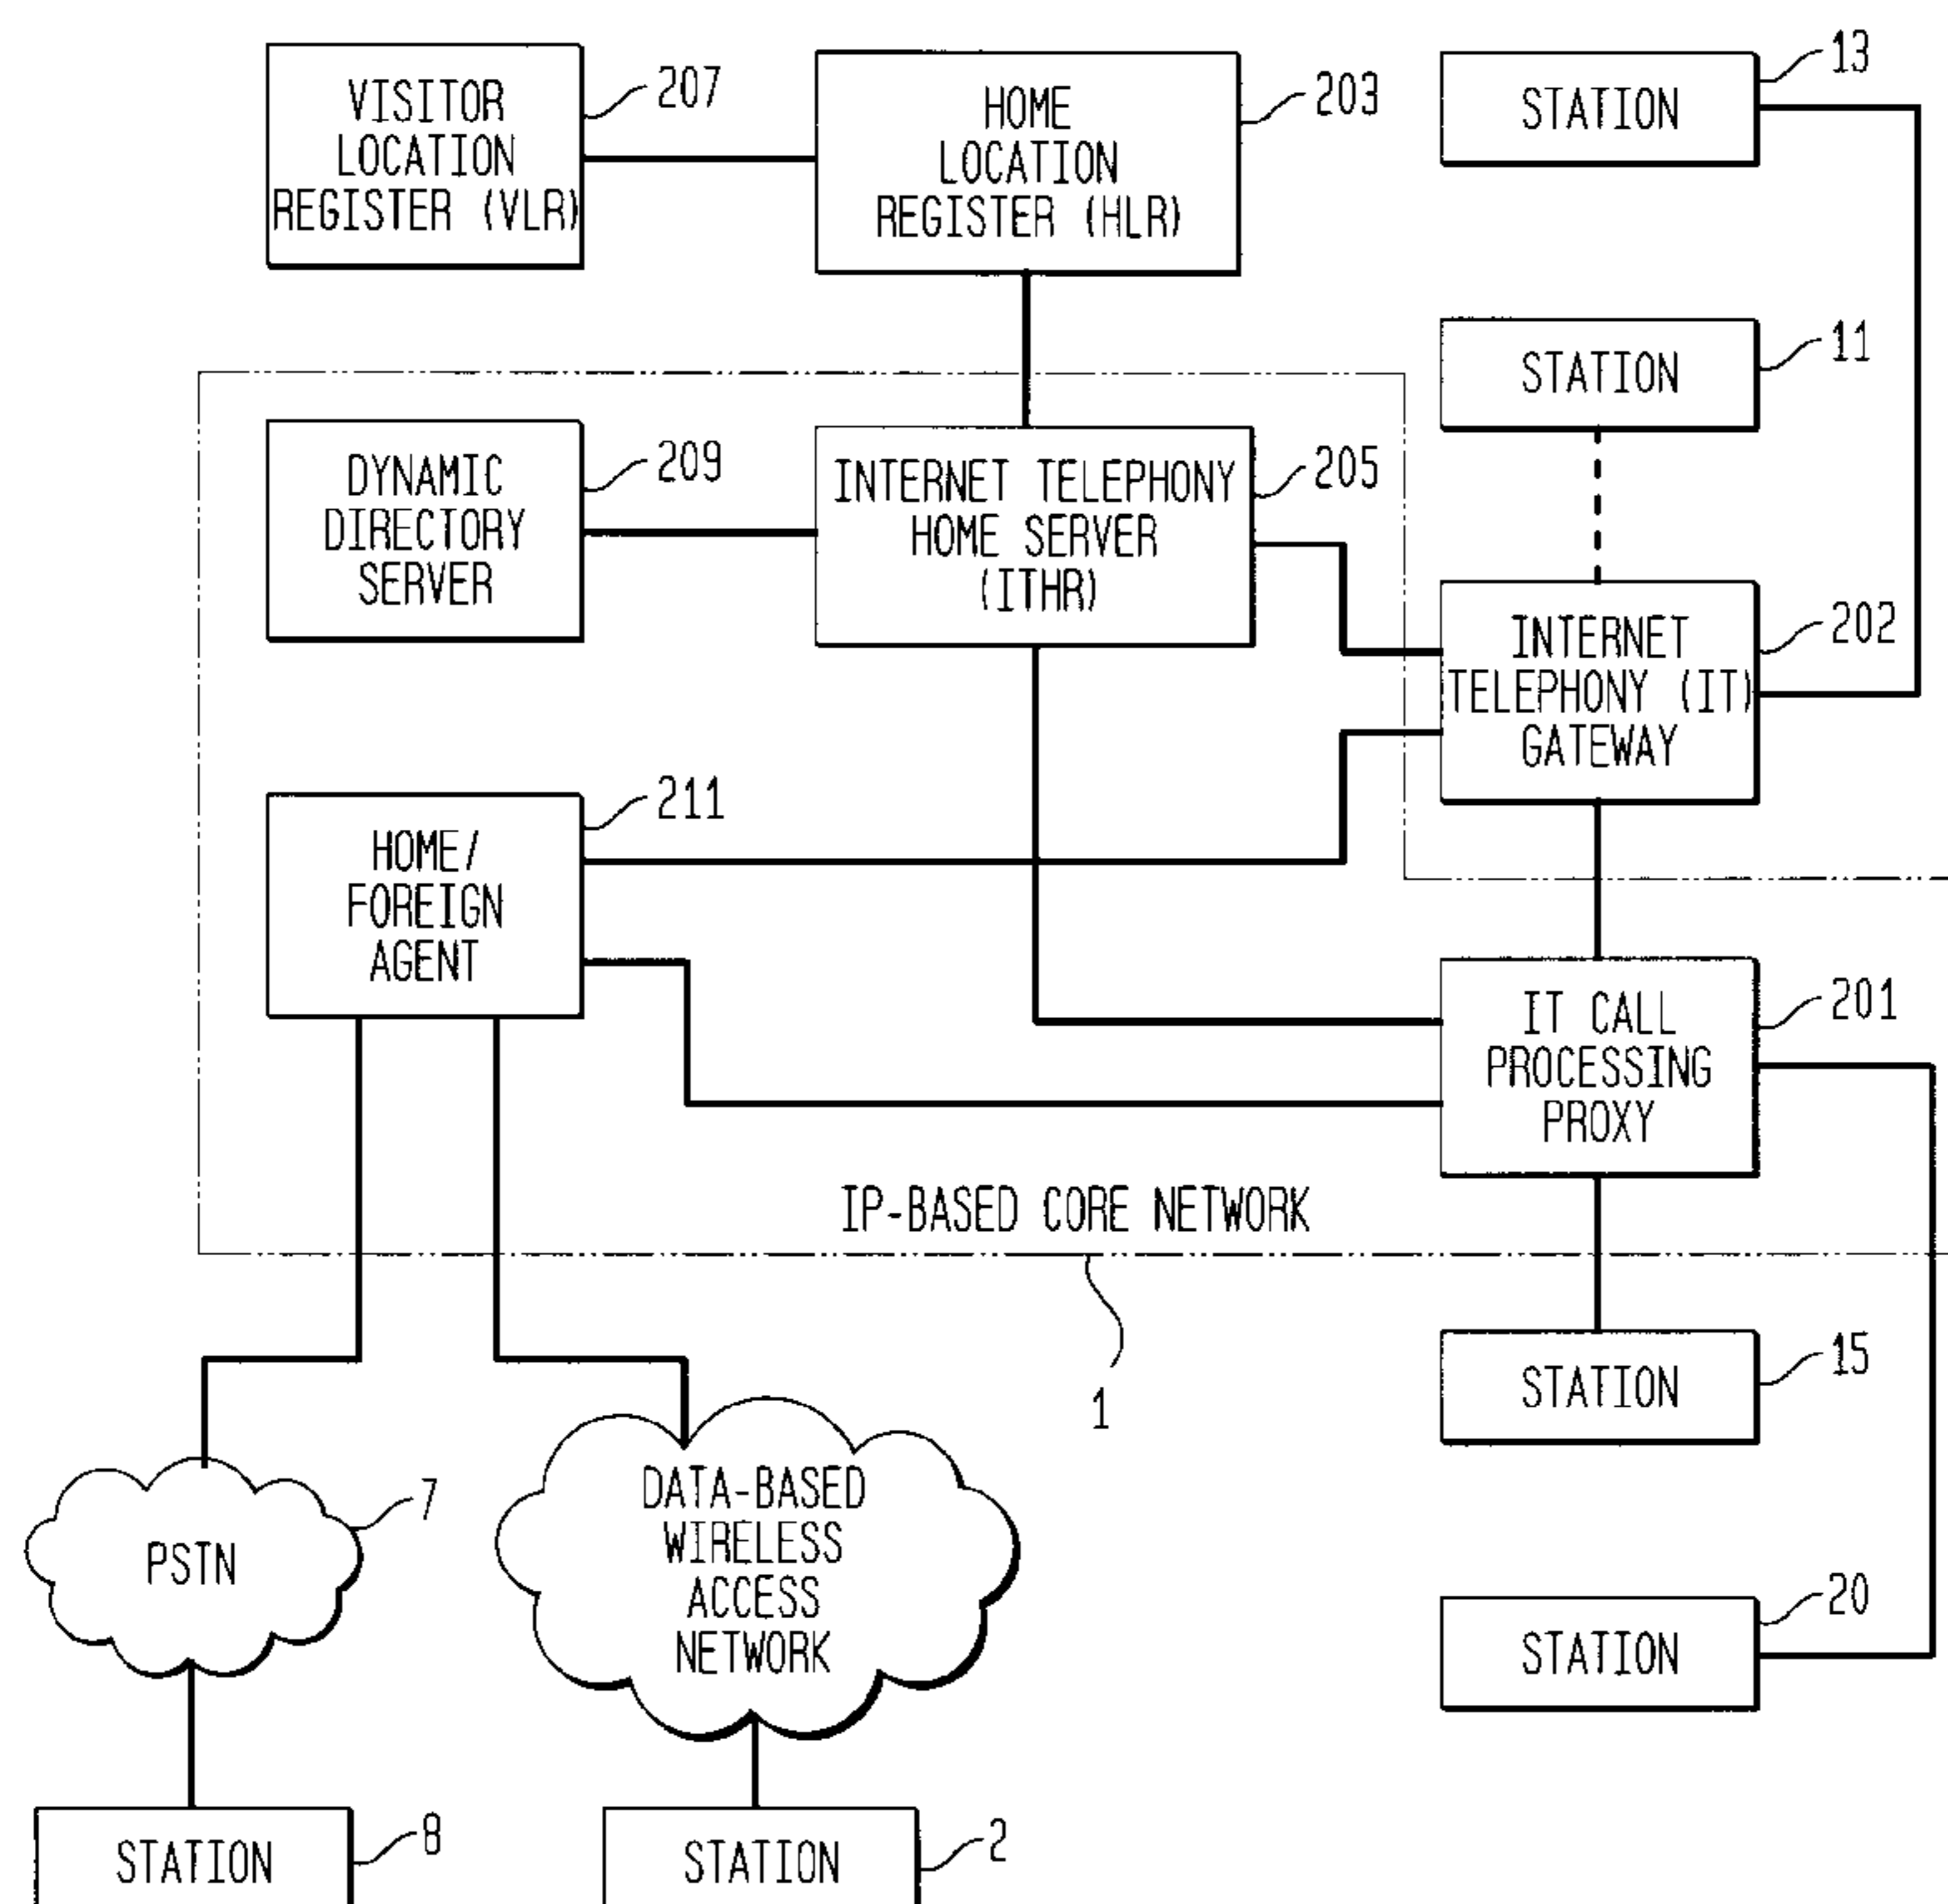 VISITOR
LOCATION
REGISTER (VLR)
207
HOME
LOCATION
REGISTER (HLR)
203
STATION
13
STATION
11
DYNAMIC
DIRECTORY
SERVER
209
INTERNET TELEPHONY
HOME SERVER
(ITHR)
205
INTERNET
TELEPHONY (IT)
GATEWAY
202
HOME/
FOREIGN
AGENT
211
IT CALL
PROCESSING
PROXY
201
IP-BASED CORE NETWORK
1
STATION
15
PSTN
7
DATA-BASED
WIRELESS
ACCESS
NETWORK
STATION
20
STATION
8
STATION
2